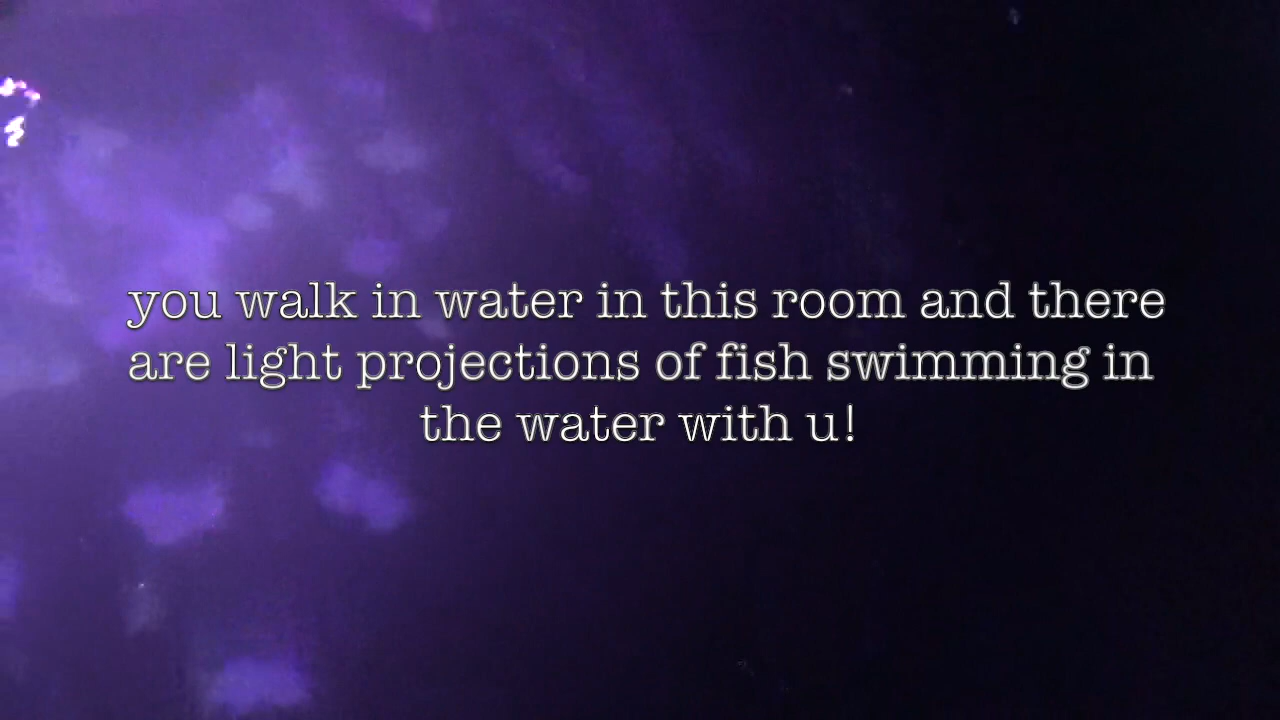 you walk in water in this room and there
are light projections of fish swimming in
the water with u!